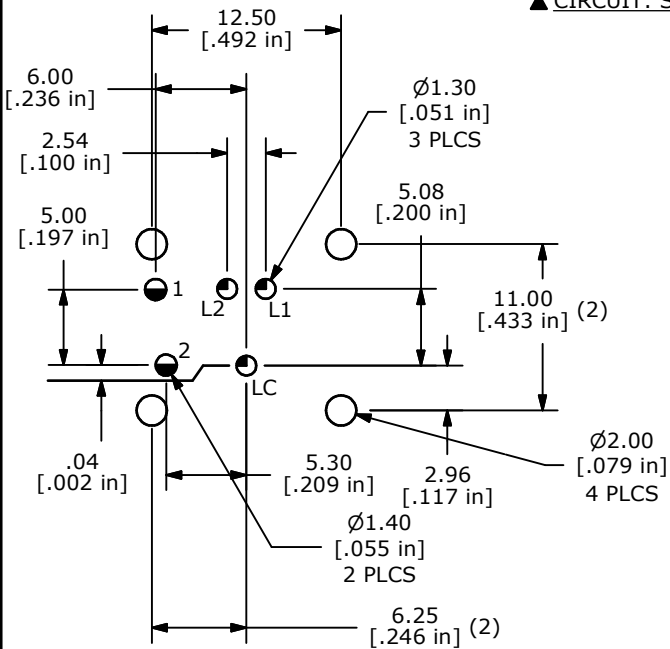 ▲ CIRCUIT: S
12.50
[.492 in]
6.00
[.236 in]
Ø1.30
[.051 in]
3 PLCS
2.54
[.100 in]
5.08
[.200 in]
5.00
[.197 in]
1
L2
L1
11.00
[.433 in] (2)
2
LC
.04
[.002 in]
5.30
[.209 in]
2.96
[.117 in]
Ø2.00
[.079 in]
4 PLCS
Ø1.40
[.055 in]
2 PLCS
6.25
[.246 in] (2)